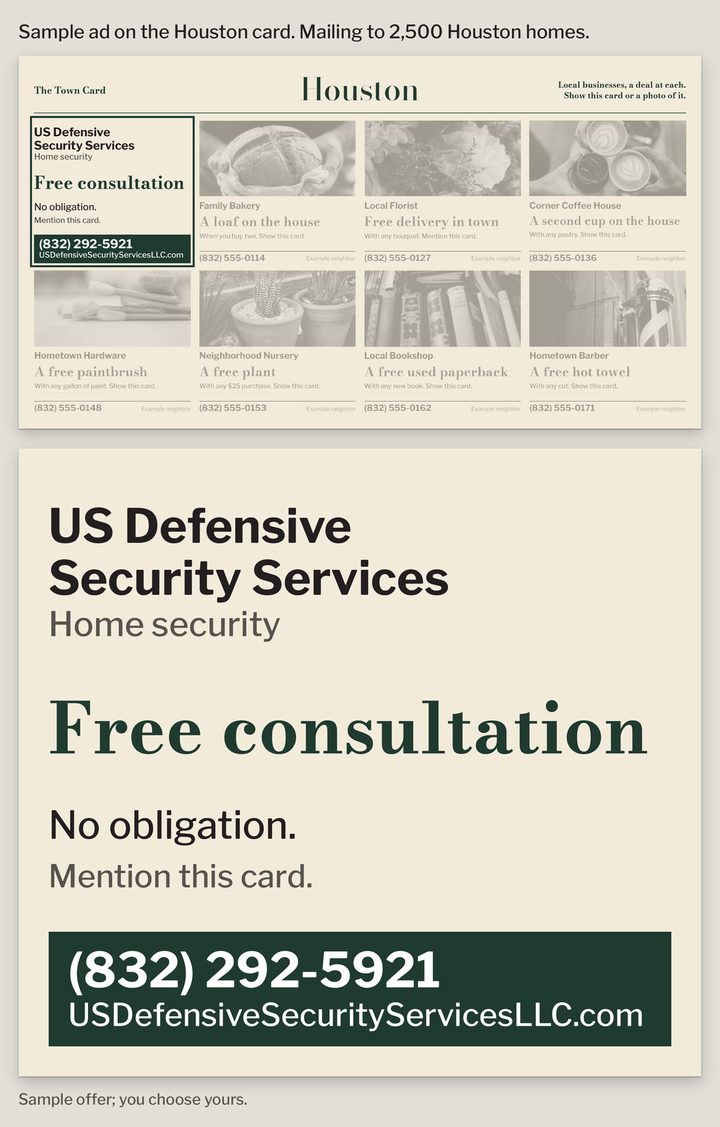 Sample ad on the Houston card. Mailing to 2,500 Houston homes.
The Town Card
Houston
Local businesses, a deal at each.
Show this card or a photo of it.
US Defensive
Security Services
Home security
Free consultation
No obligation.
Mention this card.
(832) 292-5921
USDefensiveSecurityServicesLLC.com
Family Bakery
A loaf on the house
When you buy two. Show this card.
(832) 555-0114
Example neighbor
Local Florist
Free delivery in town
With any bouquet. Mention this card.
(832) 555-0127
Example neighbor
Corner Coffee House
A second cup on the house
With any pastry. Show this card.
(832) 555-0136
Example neighbor
Hometown Hardware
A free paintbrush
With any gallon of paint. Show this card.
(832) 555-0148
Example neighbor
Neighborhood Nursery
A free plant
With any $25 purchase. Show this card.
(832) 555-0153
Example neighbor
Local Bookshop
A free used paperback
With any new book. Show this card.
(832) 555-0162
Example neighbor
Hometown Barber
A free hot towel
With any cut. Show this card.
(832) 555-0171
Example neighbor
US Defensive
Security Services
Home security
Free consultation
No obligation.
Mention this card.
(832) 292-5921
USDefensiveSecurityServicesLLC.com
Sample offer; you choose yours.